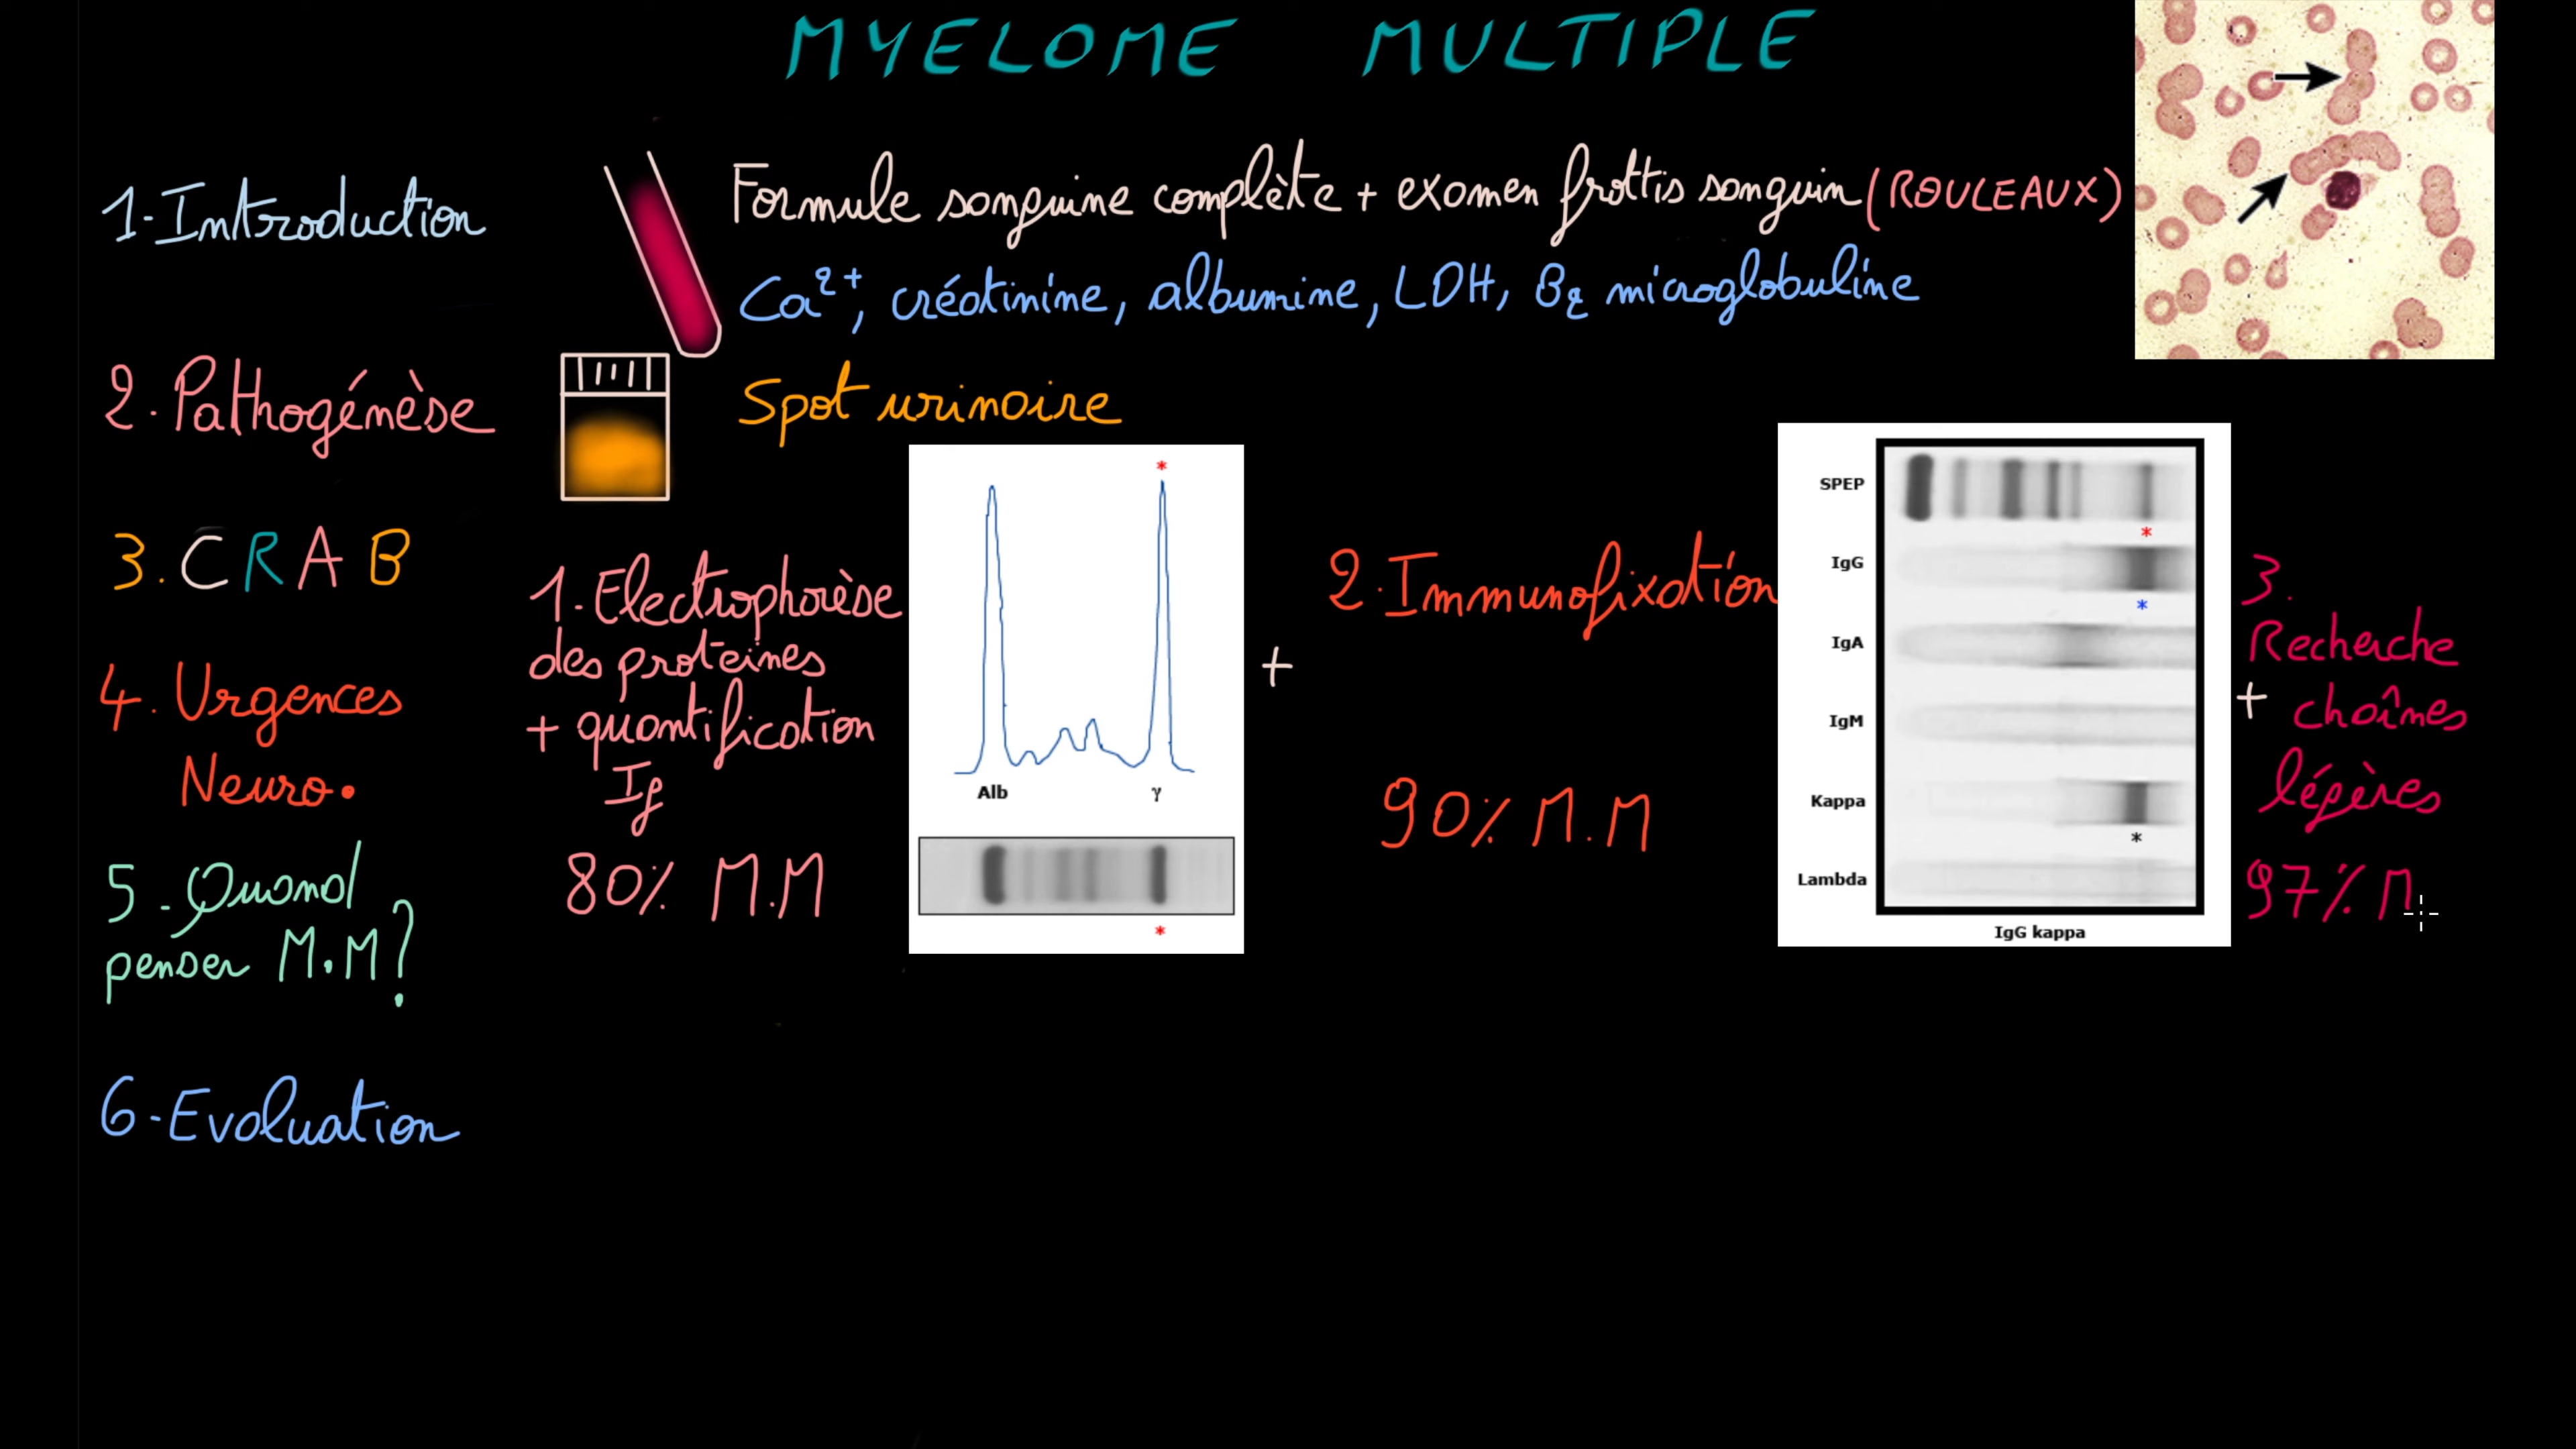 MYELOME MULTIPLE
1-Introduction
2. Pathogénèse
3. CRAB
4. Urgences
Neuro.
5-Quand
penser M.M?
6-Evaluation
Formule sanguine complète + examen frottis sanguin (ROULEAUX)
Ca²⁺, créatinine, albumine, LDH, B₂ microglobuline
Spot urinaire
1-Electrophorèse
des protéines
+ quantification
Ig
80% M.M
*
Alb γ
*
+
2. Immunofixation
90% M.M
SPEP
*
IgG
*
IgA
IgM
Kappa
*
Lambda
IgG kappa
+
3.
Recherche
chaînes
légères
97% M